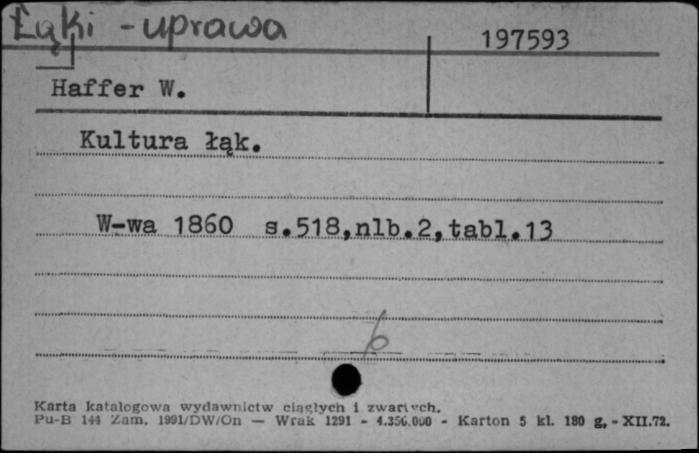 Łąki - uprawa
197593
Haffer W.
Kultura łąk.
W-wa 1860 s.518,nlb.2,tabl.13
6
Karta katalogowa wydawnictw ciągłych i zwartych.
Pu-B 144 Zam. 1991/DW/On — Wrak 1291 - 4.356.000 - Karton 5 kl. 180 g, - XII.72.